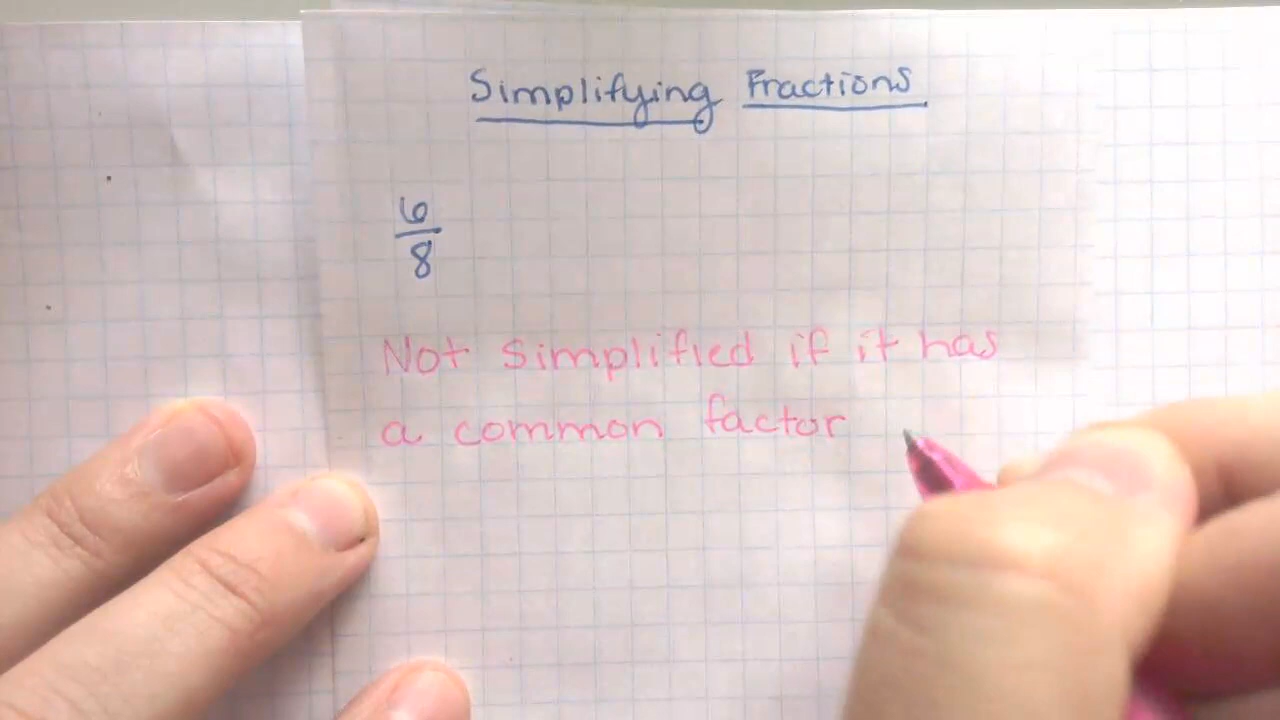 Simplifying Fractions
6
8
Not simplified if it has
a common factor